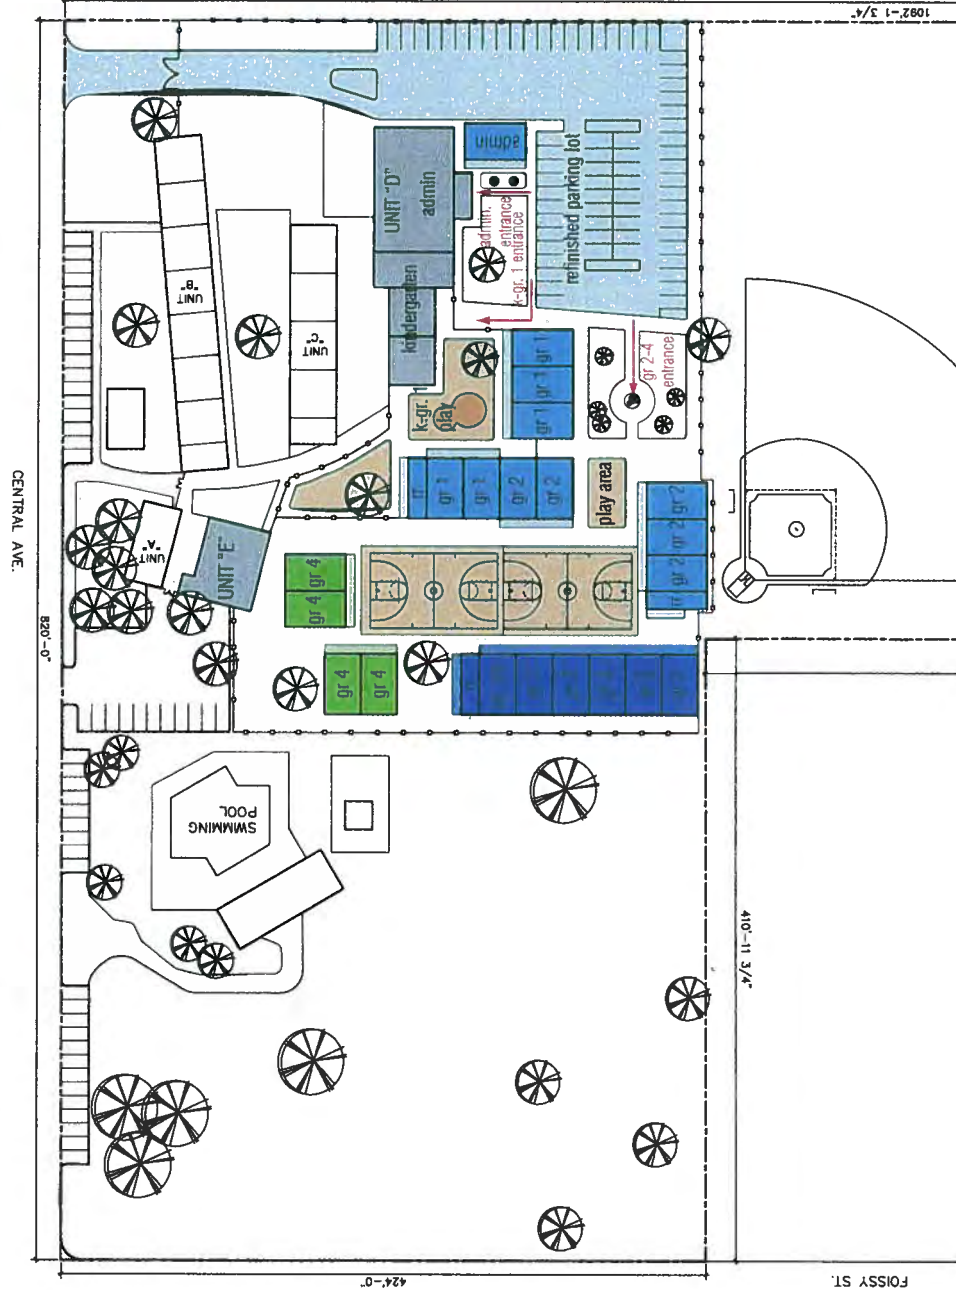 1092'-1 3/4"
admin
UNIT "D"
admin
refinished parking lot
admin.
entrance
k-gr. 1 entrance
kindergarten
UNIT
"B"
UNIT
"C"
gr 1
gr 1
gr 1
gr 2-4
entrance
k-gr. 1
play
rr
gr 1
gr 1
gr 2
gr 2
play area
gr 2
gr 2
gr 2
rr
CENTRAL AVE.
820'-0"
UNIT
"A"
UNIT "E"
gr 4
gr 4
gr 4
gr 4
SWIMMING
POOL
410'-11 3/4"
424'-0"
FOISSY ST.